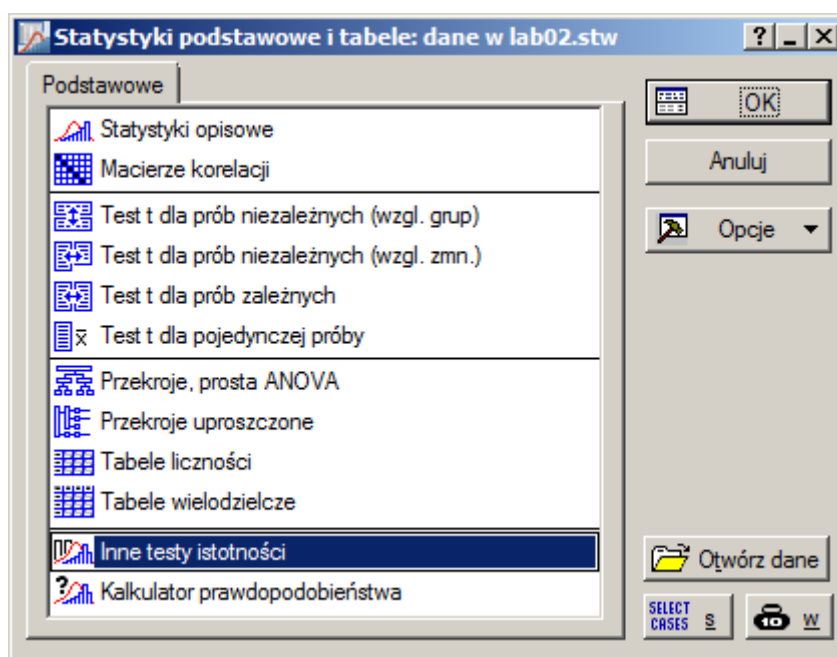 Statystyki podstawowe i tabele: dane w lab02.stw
Podstawowe
Statystyki opisowe
Macierze korelacji
Test t dla prób niezależnych (wzgl. grup)
Test t dla prób niezależnych (wzgl. zmn.)
Test t dla prób zależnych
Test t dla pojedynczej próby
Przekroje, prosta ANOVA
Przekroje uproszczone
Tabele liczności
Tabele wielodzielcze
Inne testy istotności
Kalkulator prawdopodobieństwa
OK
Anuluj
Opcje
Otwórz dane
SELECT CASES S
10 W